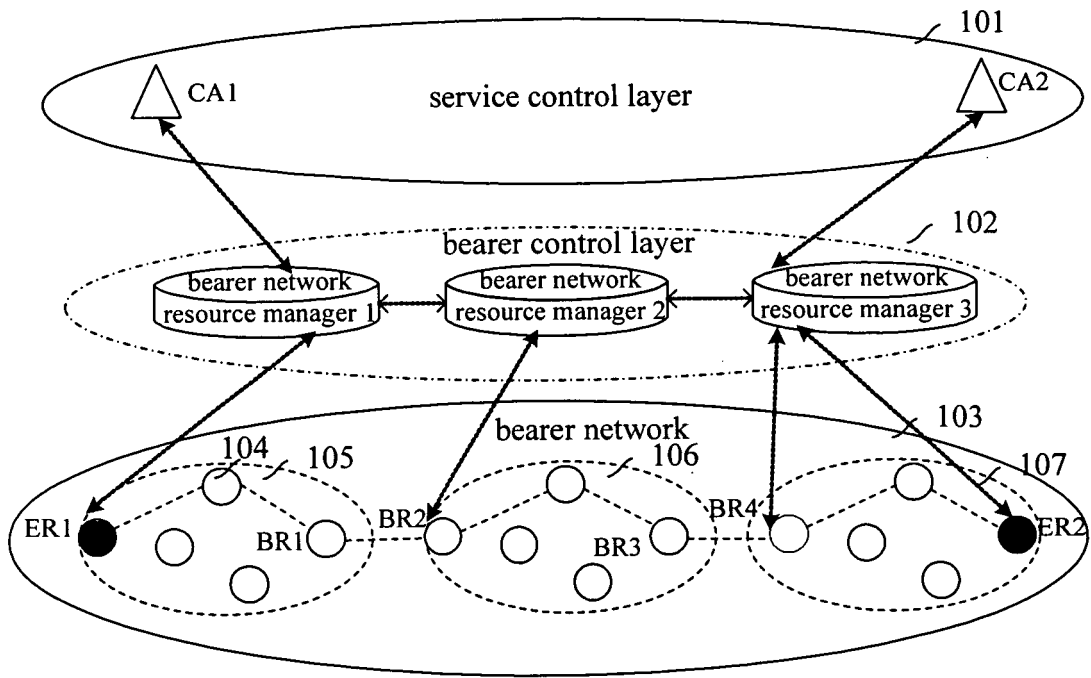 101
CA1
service control layer
CA2
102
bearer control layer
bearer network
resource manager 1
bearer network
resource manager 2
bearer network
resource manager 3
103
bearer network
104
105
106
107
ER1
BR1
BR2
BR3
BR4
ER2